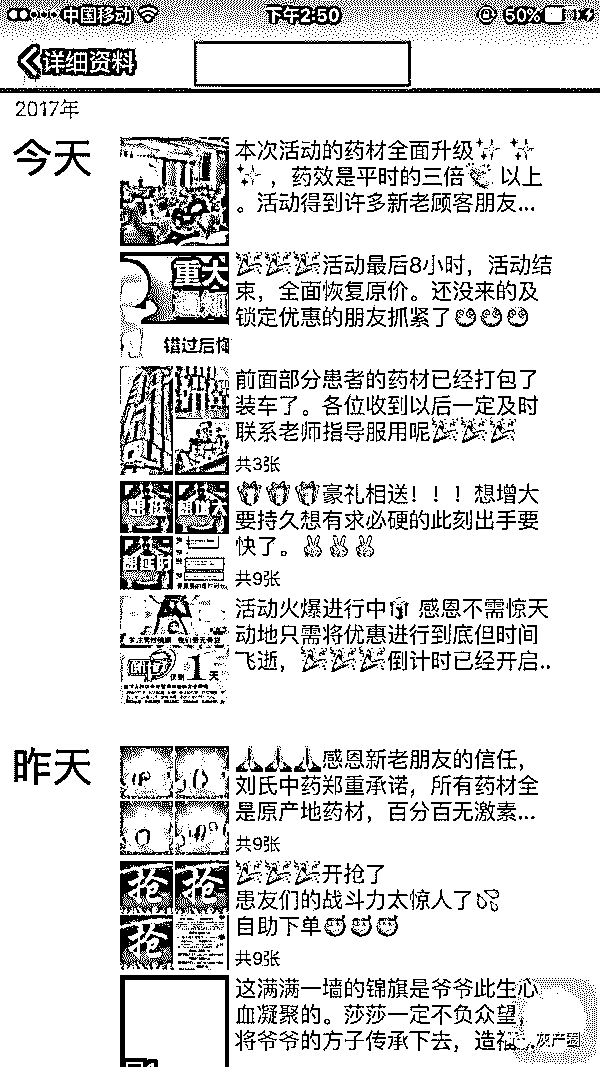 中国移动 下午2:50 50%
详细资料
2017年
今天
本次活动的药材全面升级✨✨
✨，药效是平时的三倍👏以上
。活动得到许多新老顾客朋友...
重大
错过后悔
🎉🎉🎉活动最后8小时，活动结
束，全面恢复原价。还没来的及
锁定优惠的朋友抓紧了
前面部分患者的药材已经打包了
装车了。各位收到以后一定及时
联系老师指导服用呢🎉🎉🎉
共3张
想挺 想增大
想延时
🎁🎁🎁豪礼相送！！！想增大
要持久想有求必硬的此刻出手要
快了。✌✌✌
共9张
1天
活动火爆进行中 感恩不需惊天
动地只需将优惠进行到底但时间
飞逝，🎉🎉🎉倒计时已经开启..
昨天
🙏🙏🙏感恩新老朋友的信任，
刘氏中药郑重承诺，所有药材全
是原产地药材，百分百无激素...
共9张
抢 抢
抢
🎉🎉🎉开抢了
患友们的战斗力太惊人了💪
自助下单
共9张
这满满一墙的锦旗是爷爷此生心
血凝聚的。莎莎一定不负众望，
将爷爷的方子传承下去，造福
灰产圈